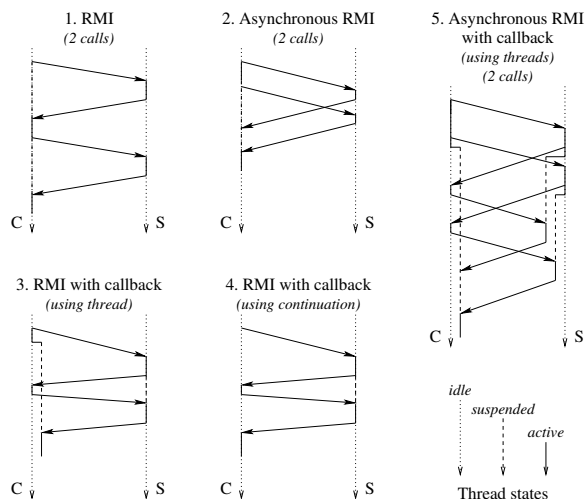 1. RMI
(2 calls)
2. Asynchronous RMI
(2 calls)
5. Asynchronous RMI
with callback
(using threads)
(2 calls)
C
S
C
S
3. RMI with callback
(using thread)
4. RMI with callback
(using continuation)
C
S
idle
suspended
active
C
S
C
S
Thread states